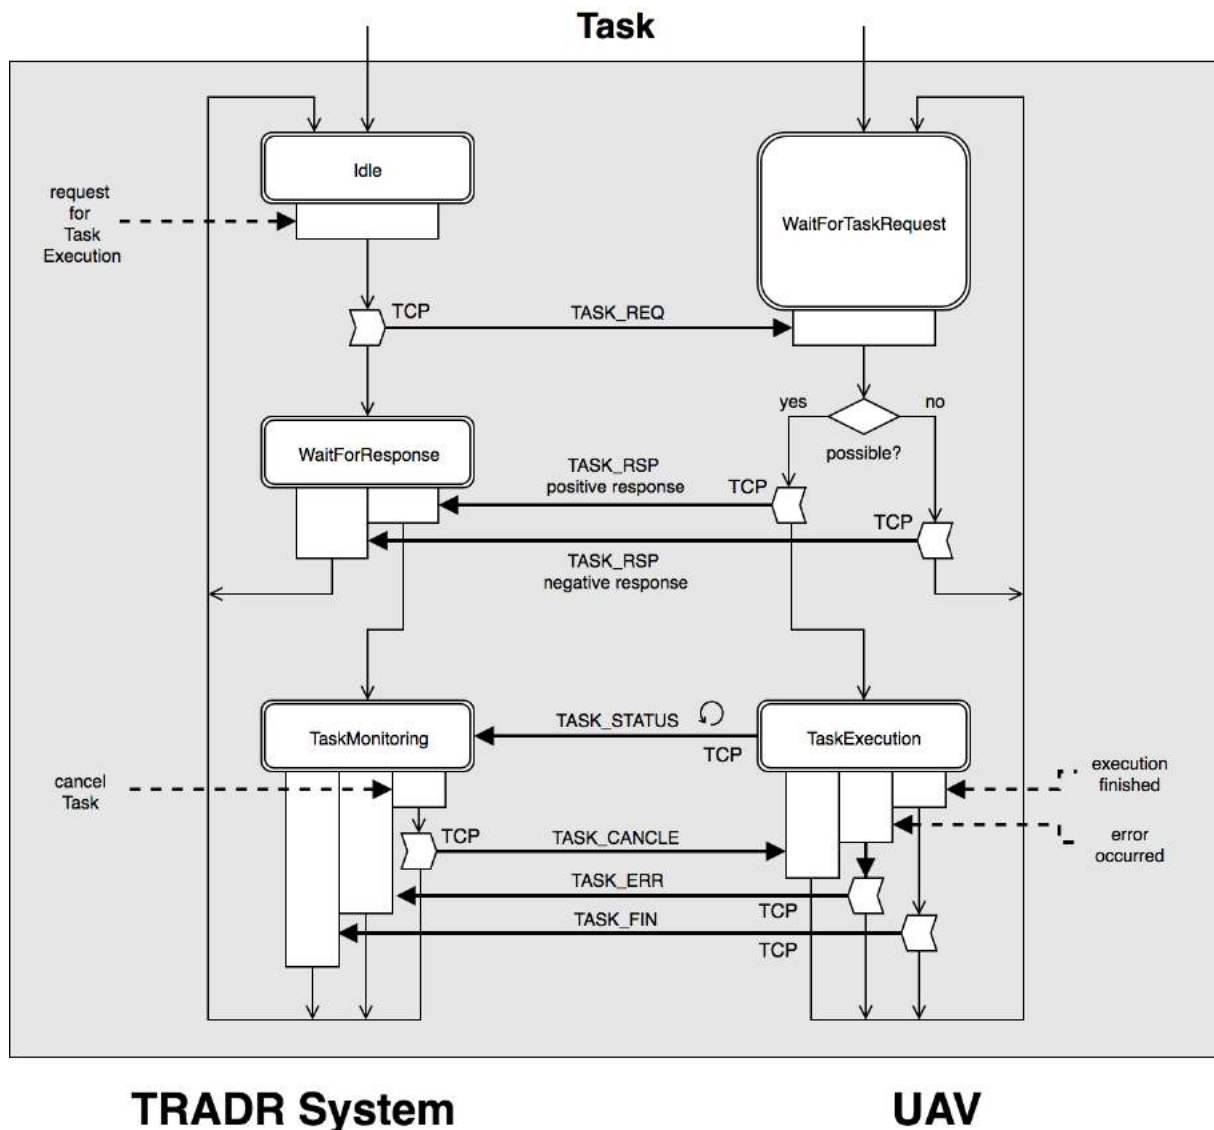 Task
Idle
request
for
Task
Execution
WaitForTaskRequest
TCP
TASK_REQ
yes
no
possible?
WaitForResponse
TASK_RSP
positive response
TCP
TCP
TASK_RSP
negative response
TaskMonitoring
TASK_STATUS
TCP
TaskExecution
cancel
Task
execution
finished
TCP
TASK_CANCLE
error
occurred
TASK_ERR
TCP
TASK_FIN
TCP
TRADR System
UAV